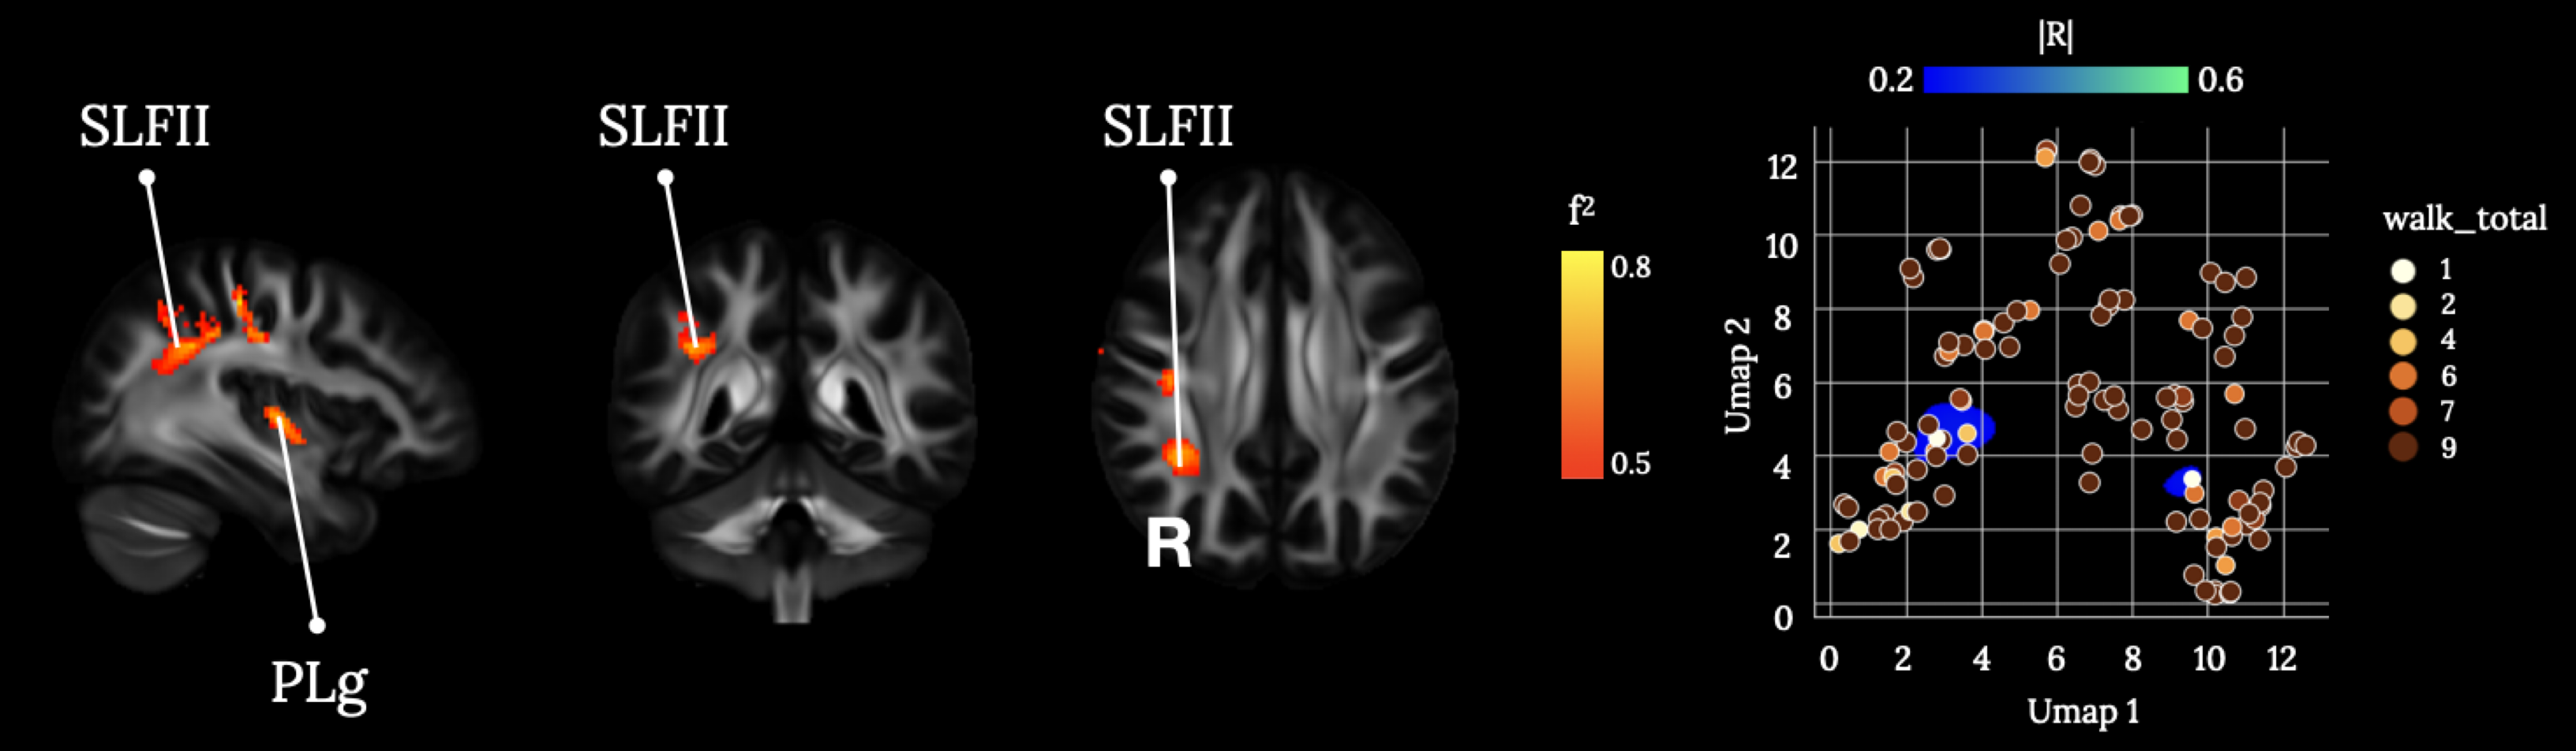 SLFII
PLg
SLFII
SLFII
R
f²
0.8
0.5
|R|
0.2
0.6
Umap 2
12
10
8
6
4
2
0
0 2 4 6 8 10 12
Umap 1
walk_total
1
2
4
6
7
9